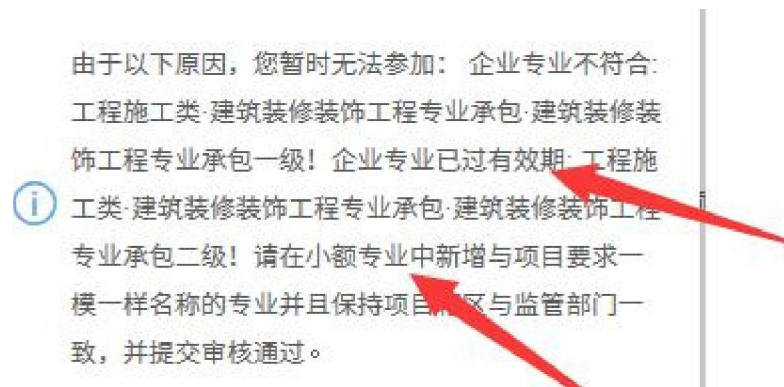 由于以下原因，您暂时无法参加： 企业专业不符合:
工程施工类·建筑装修装饰工程专业承包·建筑装修装
饰工程专业承包一级！企业专业已过有效期: 工程施
工类·建筑装修装饰工程专业承包·建筑装修装饰工程
专业承包二级！请在小额专业中新增与项目要求一
模一样名称的专业并且保持项目 区与监管部门一
致，并提交审核通过。